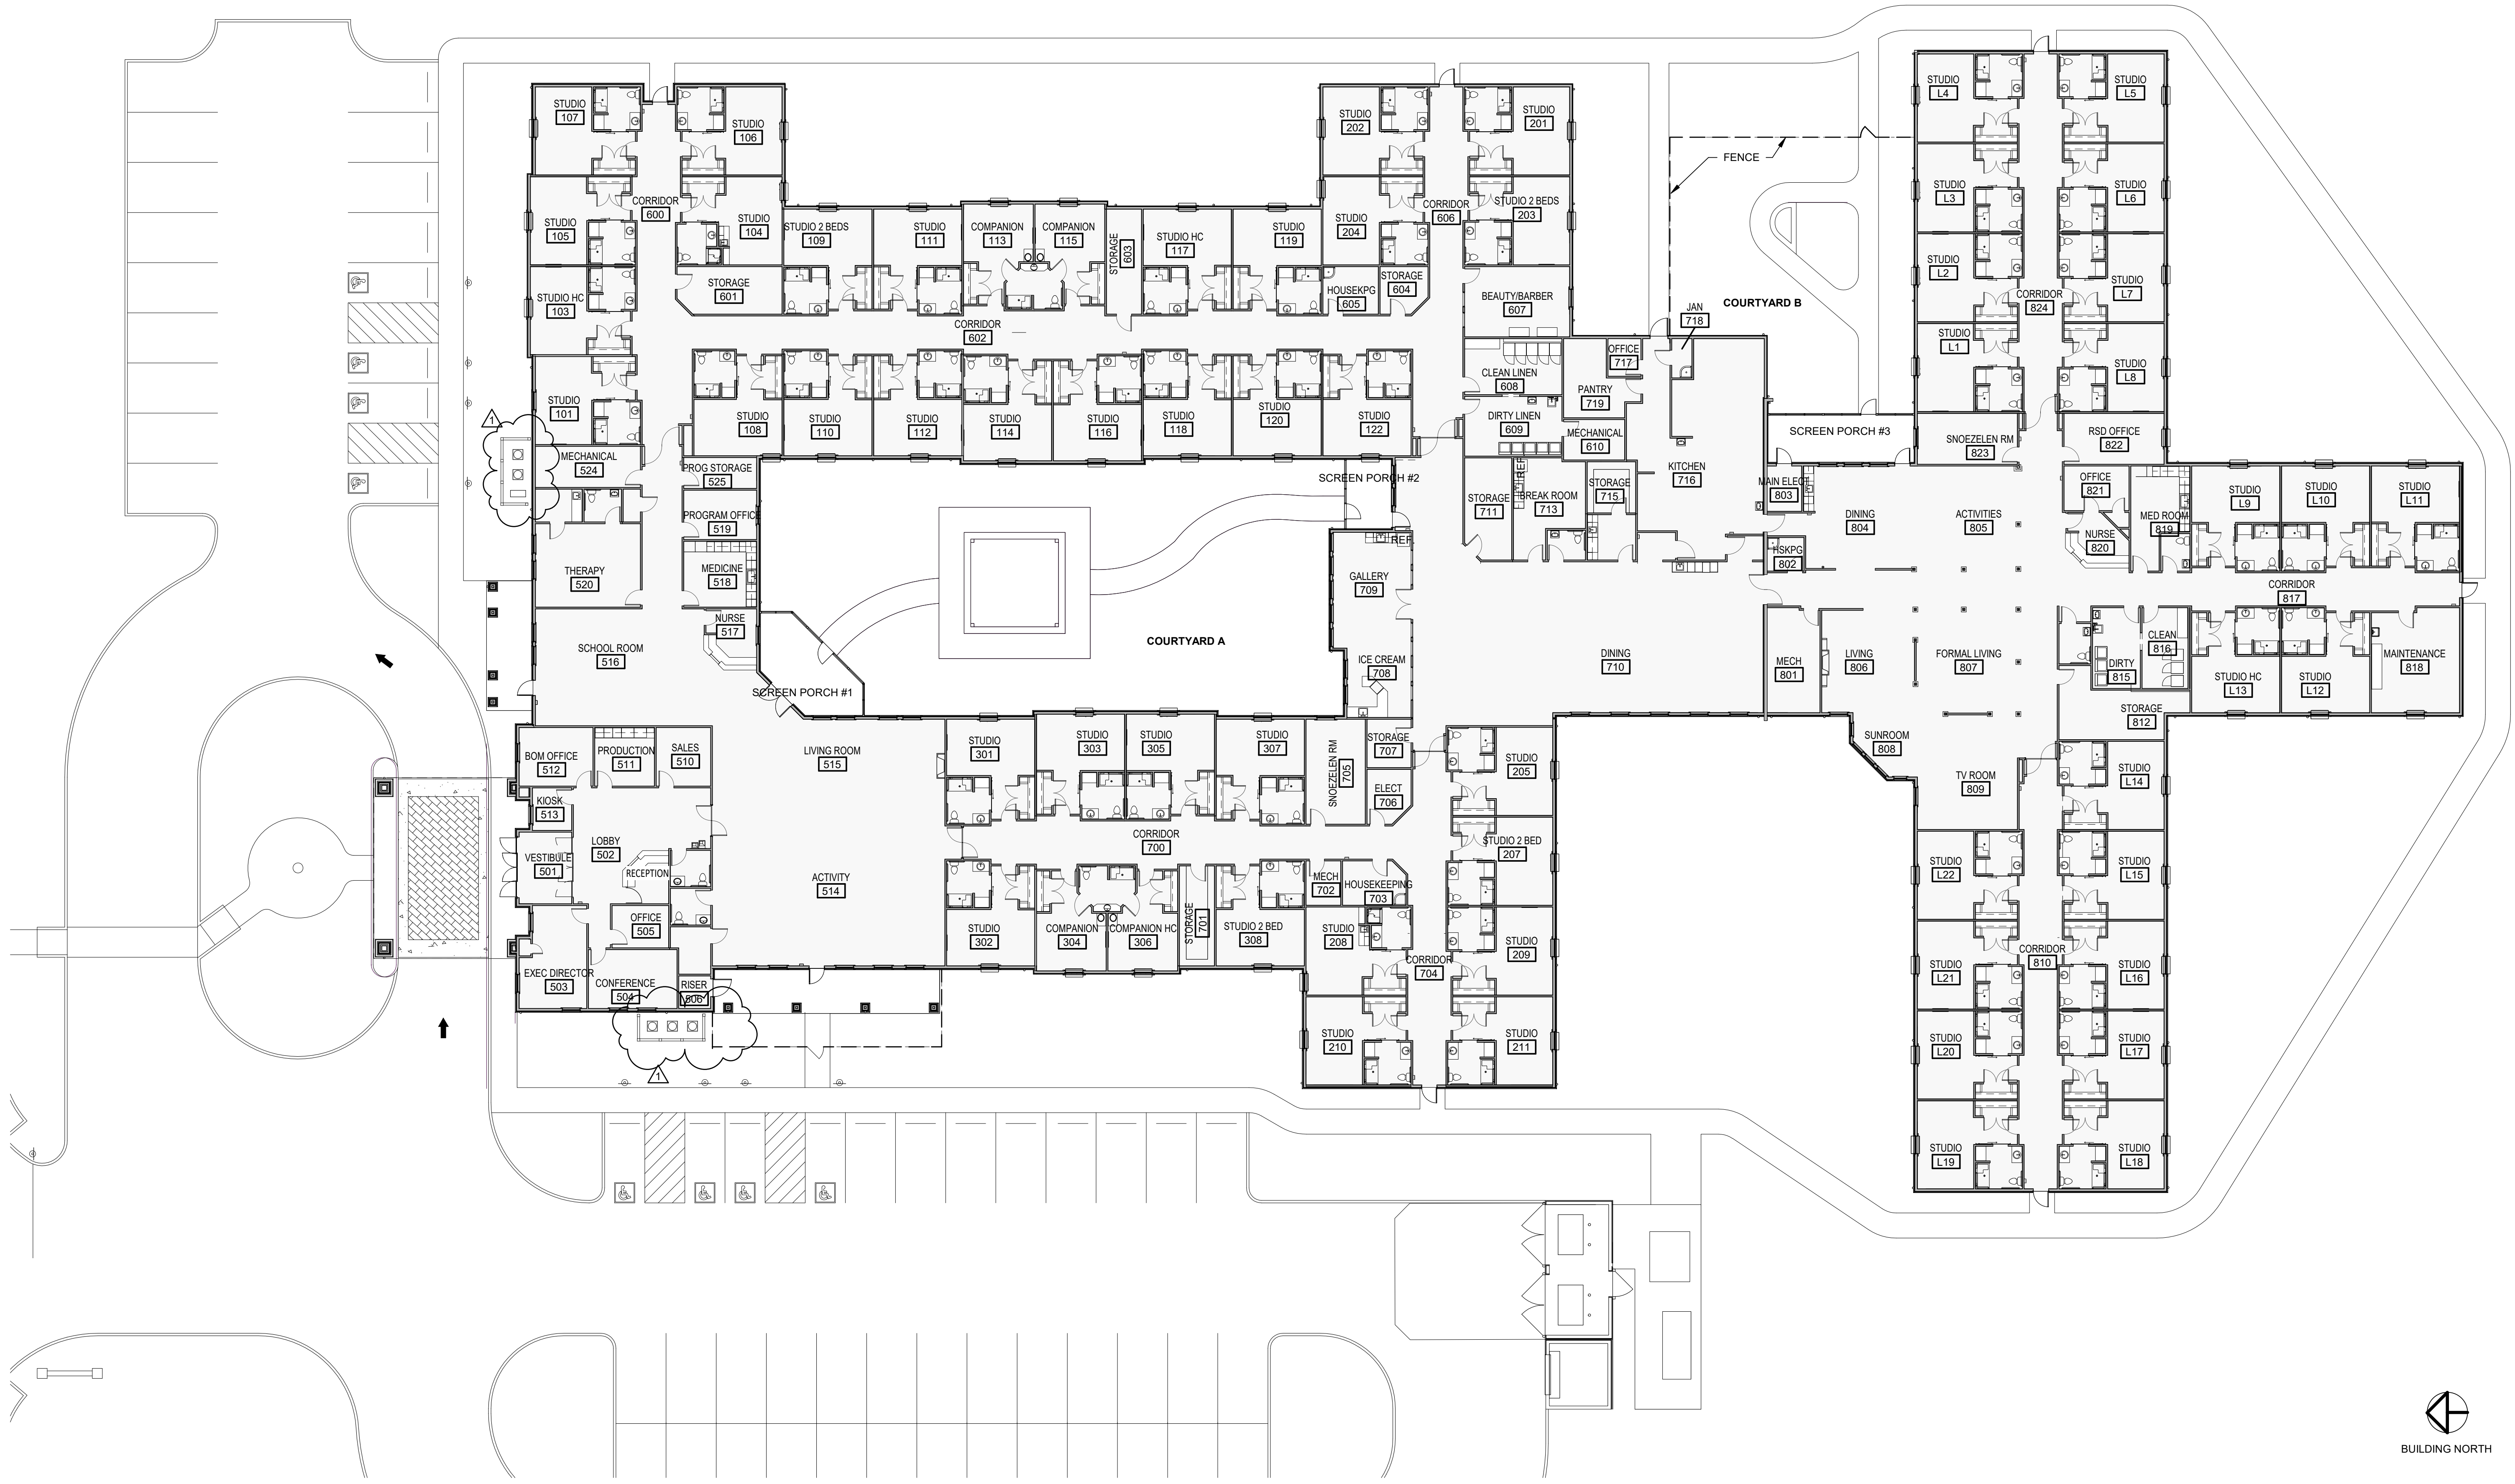 STUDIO
107
STUDIO
106
STUDIO
105
CORRIDOR
600
STUDIO
104
STUDIO HC
103
STORAGE
601
STUDIO
101
STUDIO 2 BEDS
109
STUDIO
111
COMPANION
113
COMPANION
115
STORAGE
603
STUDIO HC
117
STUDIO
119
CORRIDOR
602
STUDIO
202
STUDIO
201
STUDIO
204
CORRIDOR
606
STUDIO 2 BEDS
203
HOUSEKPG
605
STORAGE
604
BEAUTY/BARBER
607
STUDIO
108
STUDIO
110
STUDIO
112
STUDIO
114
STUDIO
116
STUDIO
118
STUDIO
120
STUDIO
122
CLEAN LINEN
608
DIRTY LINEN
609
PANTRY
719
MECHANICAL
610
OFFICE
717
JAN
718
KITCHEN
716
STORAGE
711
REF
BREAK ROOM
713
STORAGE
715
FENCE
COURTYARD B
SCREEN PORCH #3
1
MECHANICAL
524
PROG STORAGE
525
PROGRAM OFFICE
519
MEDICINE
518
THERAPY
520
NURSE
517
SCHOOL ROOM
516
SCREEN PORCH #1
COURTYARD A
SCREEN PORCH #2
REF
GALLERY
709
ICE CREAM
708
DINING
710
BOM OFFICE
512
PRODUCTION
511
SALES
510
KIOSK
513
LOBBY
502
VESTIBULE
501
RECEPTION
OFFICE
505
EXEC DIRECTOR
503
CONFERENCE
504
RISER
506
1
LIVING ROOM
515
ACTIVITY
514
STUDIO
301
STUDIO
303
STUDIO
305
STUDIO
307
SNOEZELEN RM
705
STORAGE
707
ELECT
706
CORRIDOR
700
STUDIO
302
COMPANION
304
COMPANION HC
306
STORAGE
701
STUDIO 2 BED
308
MECH
702
HOUSEKEEPING
703
STUDIO
205
STUDIO 2 BED
207
STUDIO
208
CORRIDOR
704
STUDIO
209
STUDIO
210
STUDIO
211
STUDIO
L4
STUDIO
L5
STUDIO
L3
STUDIO
L6
STUDIO
L2
STUDIO
L7
CORRIDOR
824
STUDIO
L1
STUDIO
L8
SNOEZELEN RM
823
RSD OFFICE
822
MAIN ELECT
803
DINING
804
ACTIVITIES
805
OFFICE
821
MED ROOM
819
NURSE
820
STUDIO
L9
STUDIO
L10
STUDIO
L11
HSKPG
802
CORRIDOR
817
MECH
801
LIVING
806
FORMAL LIVING
807
DIRTY
815
CLEAN
816
STUDIO HC
L13
STUDIO
L12
MAINTENANCE
818
STORAGE
812
SUNROOM
808
TV ROOM
809
STUDIO
L14
STUDIO
L22
STUDIO
L15
STUDIO
L21
CORRIDOR
810
STUDIO
L16
STUDIO
L20
STUDIO
L17
STUDIO
L19
STUDIO
L18
BUILDING NORTH